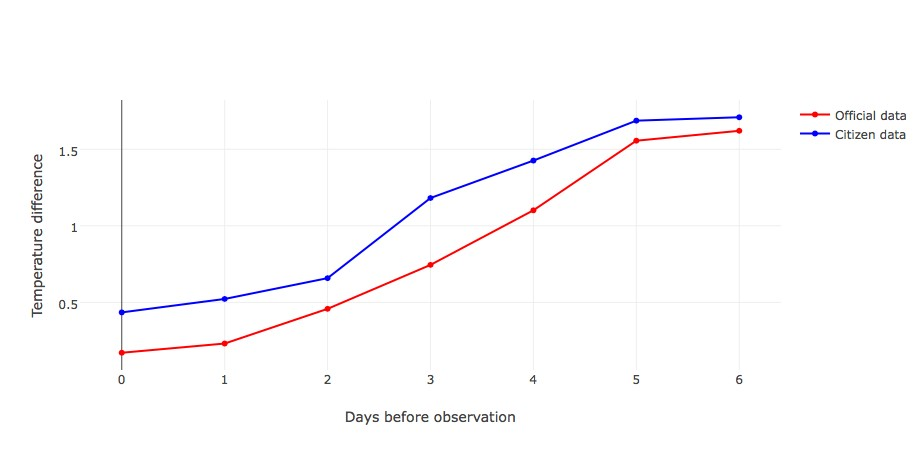 Official data
Citizen data
Temperature difference
1.5
1
0.5
0 1 2 3 4 5 6
Days before observation